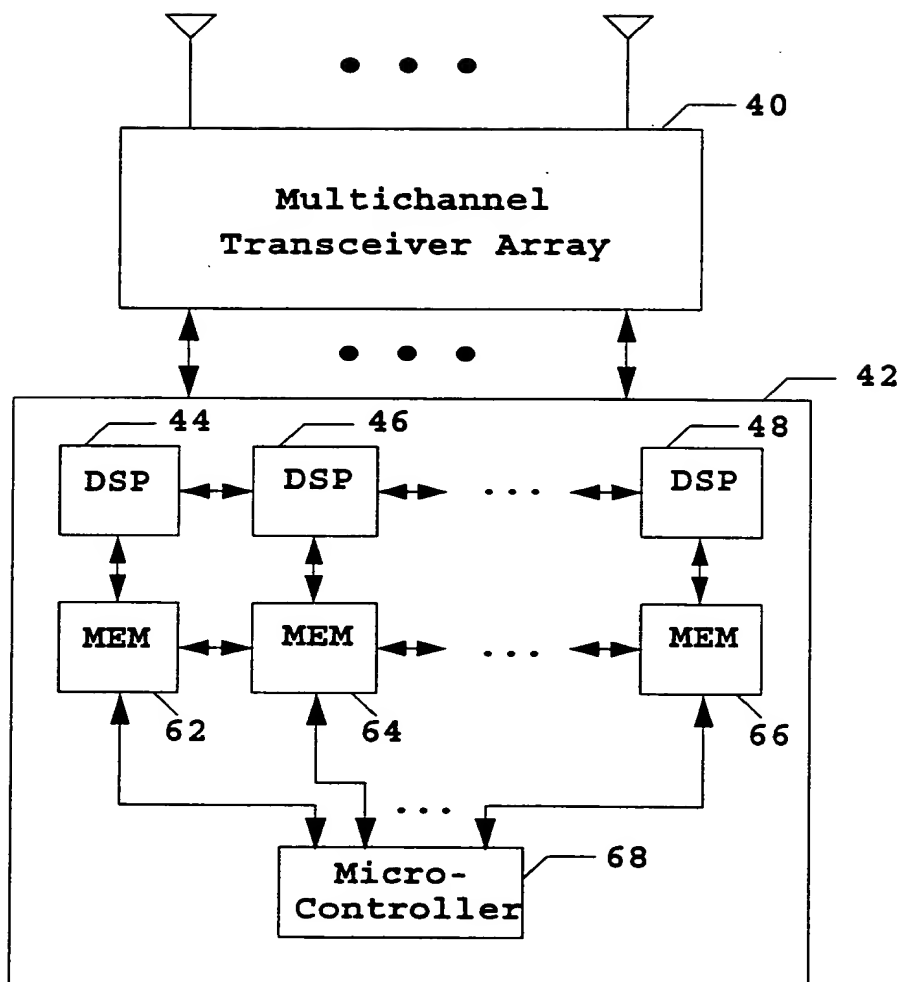 40
Multichannel
Transceiver Array
42
44 46 48
DSP DSP DSP
MEM MEM MEM
62 64 66
68
Micro-
Controller